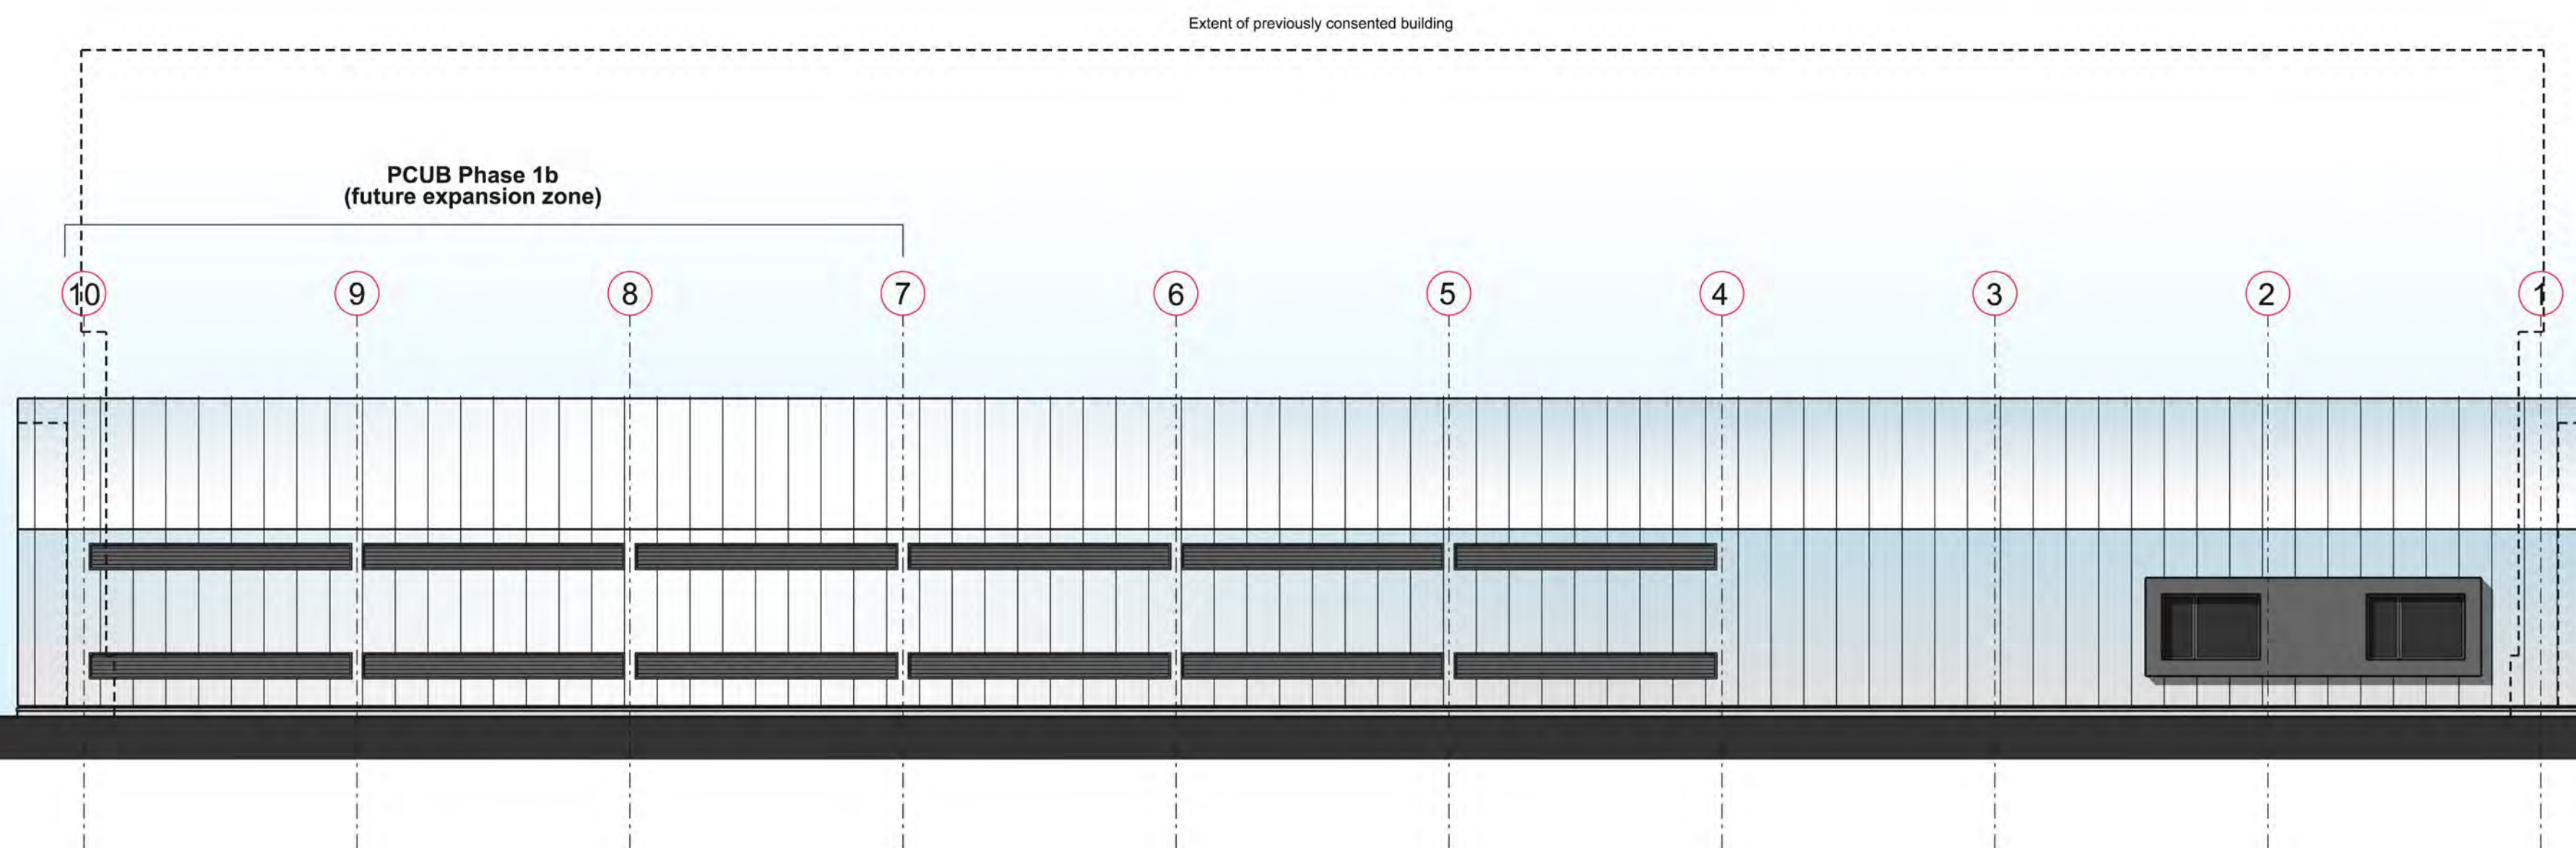 Extent of previously consented building
PCUB Phase 1b
(future expansion zone)
10 9 8 7 6 5 4 3 2 1